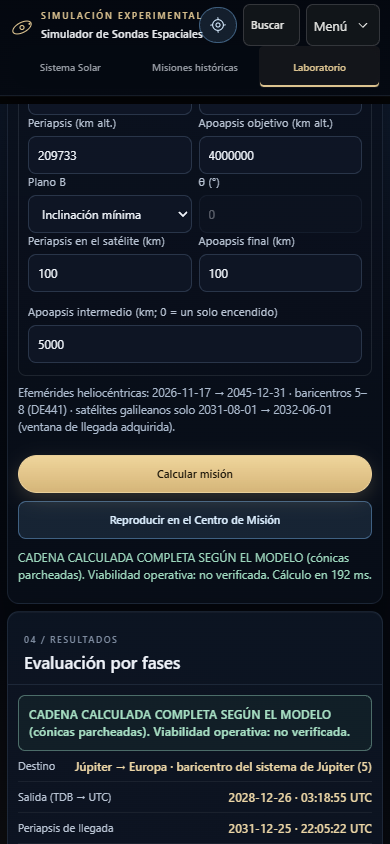 SIMULACIÓN EXPERIMENTAL
Simulador de Sondas Espaciales
Buscar
Menú
Sistema Solar
Misiones históricas
Laboratorio
Periapsis (km alt.)
Apoapsis objetivo (km alt.)
209733
4000000
Plano B
θ (°)
Inclinación mínima
0
Periapsis en el satélite (km)
Apoapsis final (km)
100
100
Apoapsis intermedio (km; 0 = un solo encendido)
5000
Efemérides heliocéntricas: 2026-11-17 → 2045-12-31 · baricentros 5–
8 (DE441) · satélites galileanos solo 2031-08-01 → 2032-06-01
(ventana de llegada adquirida).
Calcular misión
Reproducir en el Centro de Misión
CADENA CALCULADA COMPLETA SEGÚN EL MODELO (cónicas
parcheadas). Viabilidad operativa: no verificada. Cálculo en 192 ms.
04 / RESULTADOS
Evaluación por fases
CADENA CALCULADA COMPLETA SEGÚN EL MODELO
(cónicas parcheadas). Viabilidad operativa: no verificada.
Destino
Júpiter → Europa · baricentro del sistema de Júpiter (5)
Salida (TDB → UTC)
2028-12-26 · 03:18:55 UTC
Periapsis de llegada
2031-12-25 · 22:05:22 UTC